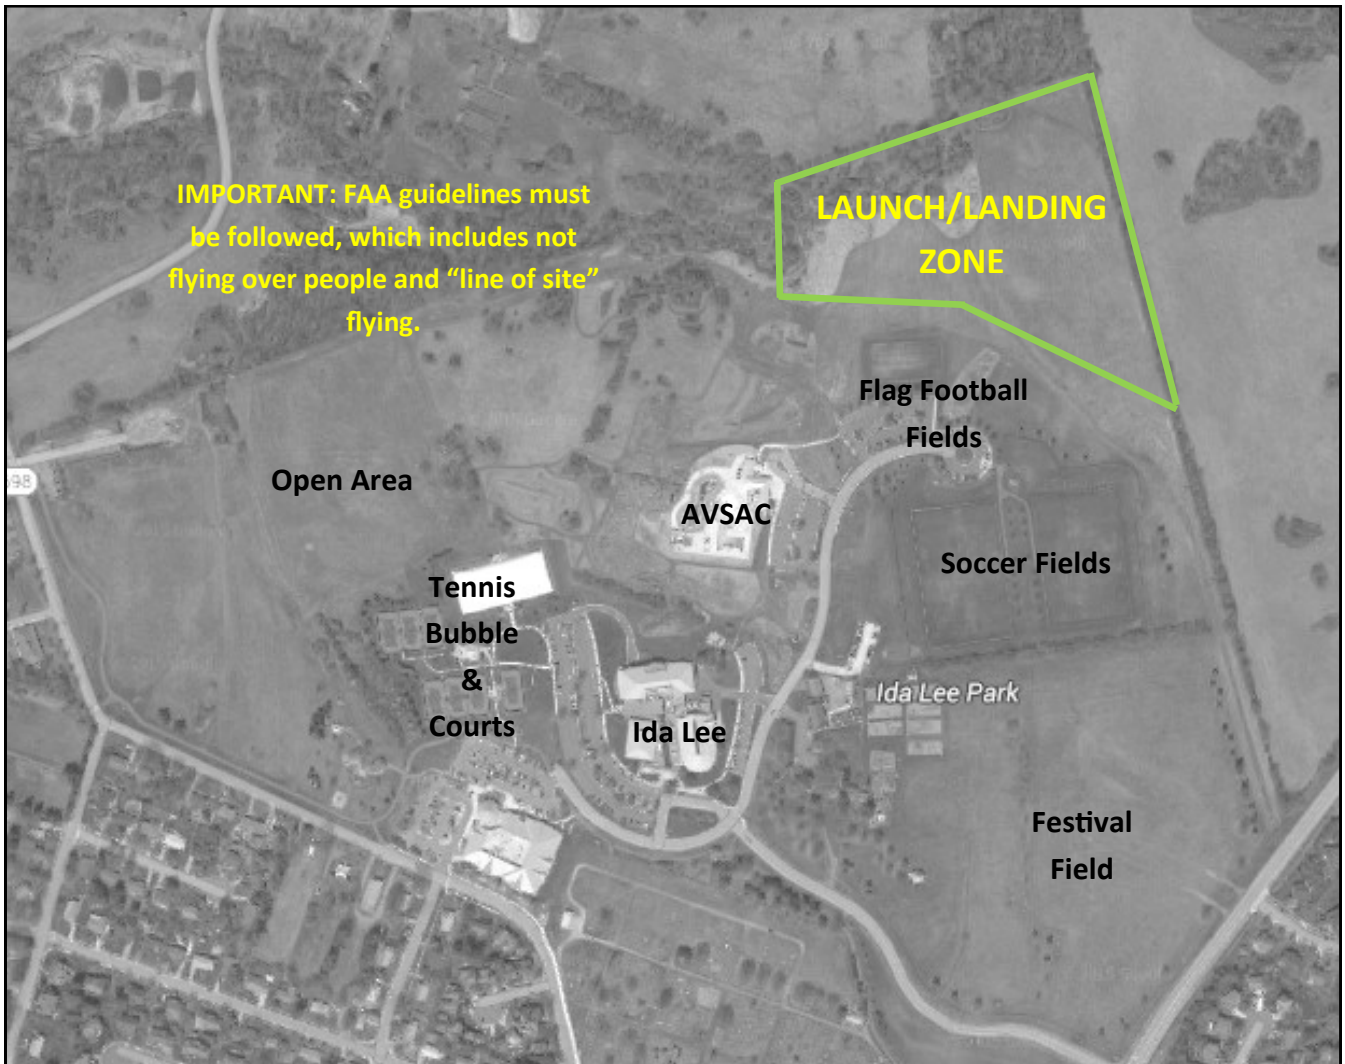 IMPORTANT: FAA guidelines must
be followed, which includes not
flying over people and “line of site”
flying.
LAUNCH/LANDING
ZONE
Flag Football
Fields
Open Area
AVSAC
Soccer Fields
Tennis
Bubble
&
Courts
Ida Lee Park
Ida Lee
Festival
Field